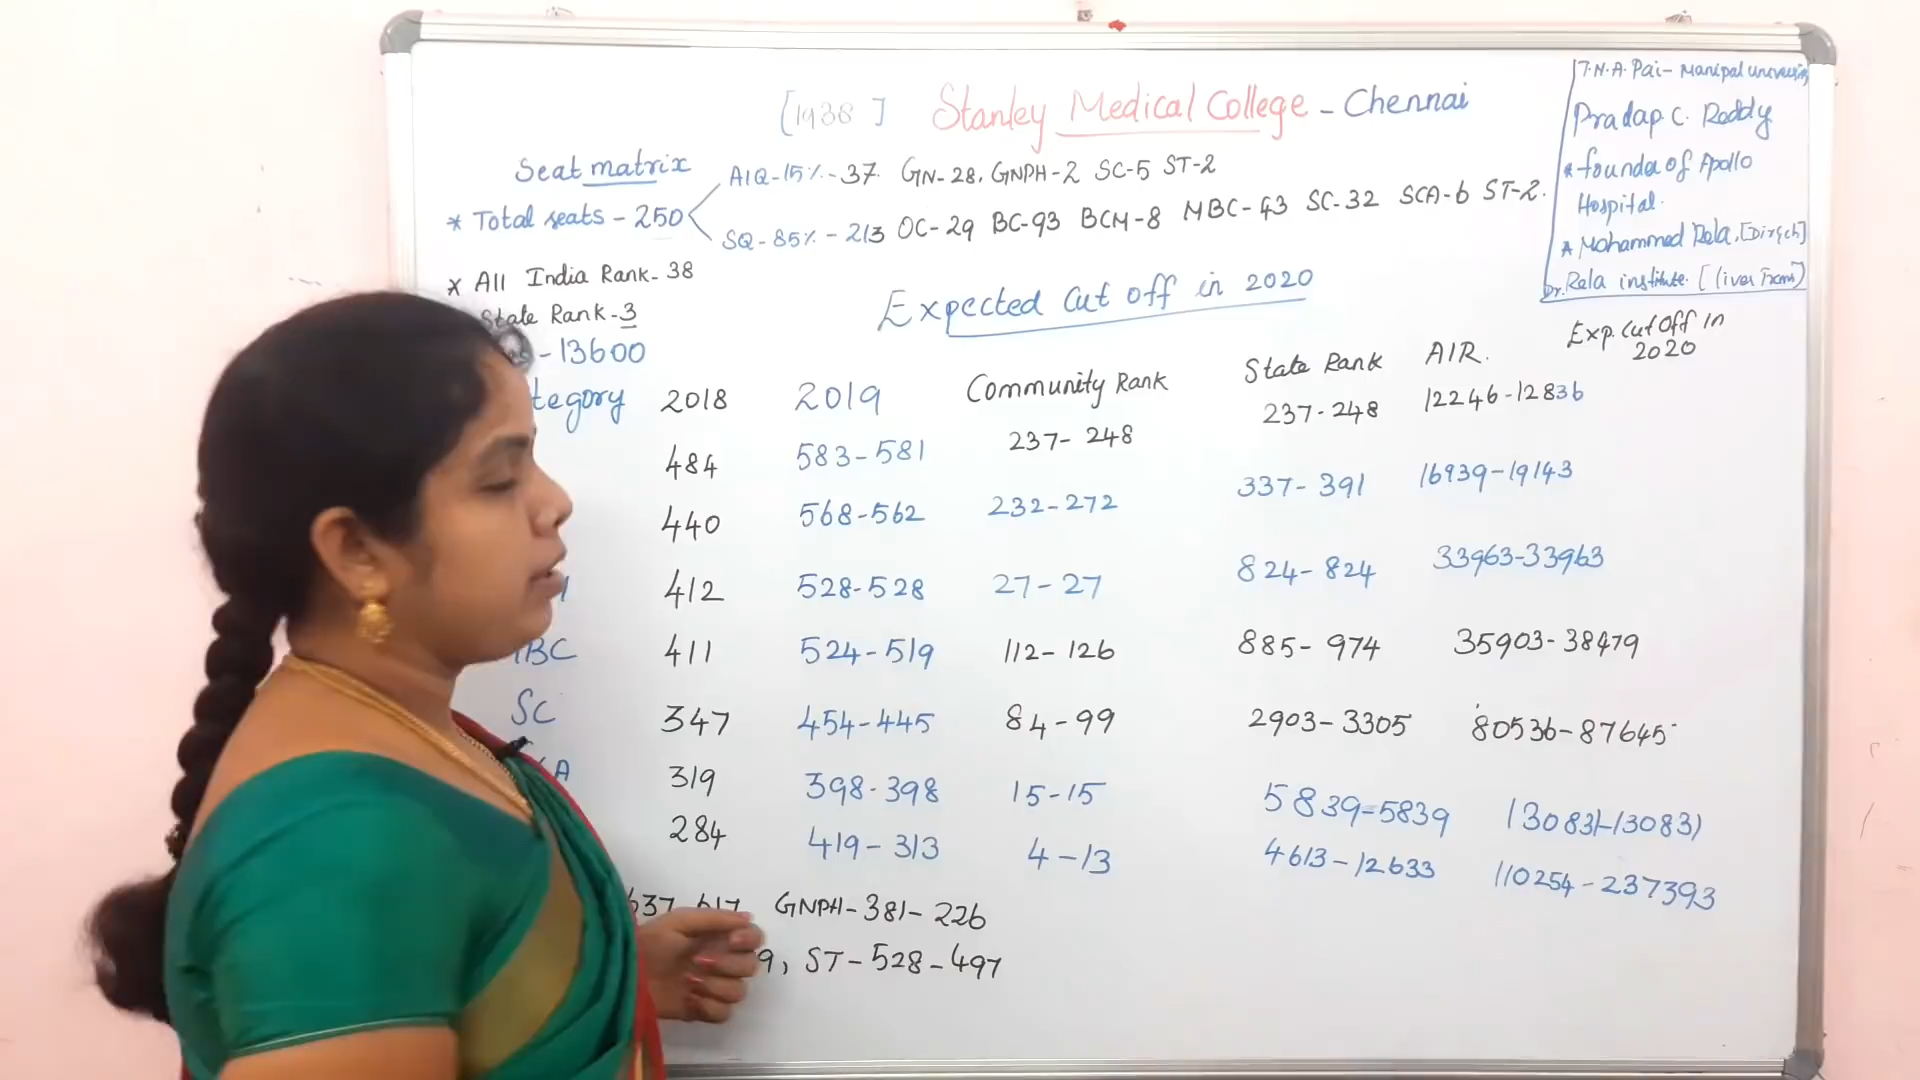 [1938] Stanley Medical College - Chennai
Seat matrix
* Total seats - 250
AIQ-15%.-37. GN-28, GNPH-2 SC-5 ST-2
SQ-85%. - 213 OC-29 BC-93 BCM-8 MBC-43 SC-32 SCA-6 ST-2.
T.N.A. Pai- Manipal
Pradap C. Reddy
* founda of Apollo
Hospital.
* Mohammed Rela,
Dr. Rela institute.
* All India Rank-38
State Rank-3
-13600
Expected cut off in 2020
tegory 2018 2019 Community Rank State Rank AIR. Exp. cut off in 2020
484 583-581 237-248 237-248 12246-12836
440 568-562 232-272 337-391 16939-19143
412 528-528 27-27 824-824 33963-33963
BC 411 524-519 112-126 885-974 35903-38479
SC 347 454-445 84-99 2903-3305 80536-87645
A 319 398-398 15-15 5839-5839 130831-130831
284 419-313 4-13 4613-12633 110254-237393
637-617 GNPH-381-226
9, ST-528-497